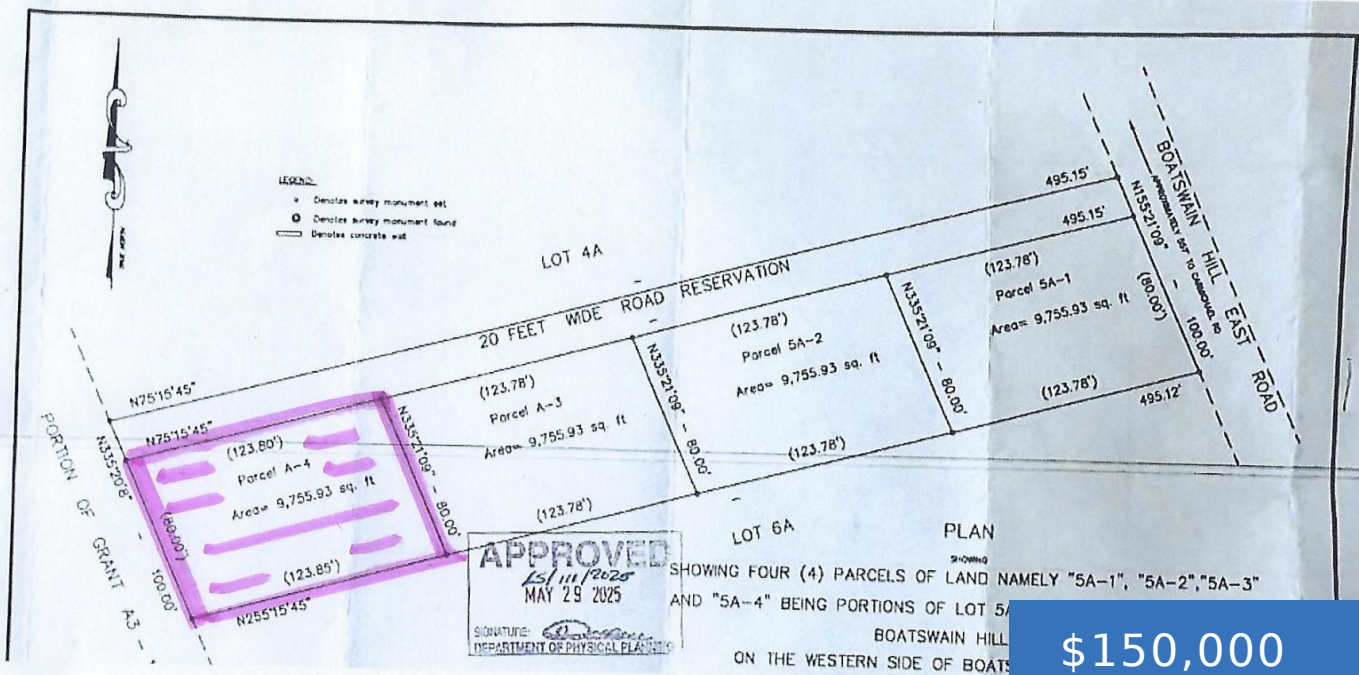 LEGEND:
Denotes survey monument set
Denotes survey monument found
Denotes concrete wall
LOT 4A
20 FEET WIDE ROAD RESERVATION
495.15'
495.15'
BOATSWAIN HILL EAST ROAD
N155°21'09" - 100.00'
(80.00')
(123.78')
Parcel 5A-1
Area= 9,755.93 sq. ft
(123.78')
495.12'
N335°21'09" - 80.00'
(123.78')
Parcel 5A-2
Area= 9,755.93 sq. ft
(123.78')
N335°21'09" - 80.00'
(123.78')
Parcel A-3
Area= 9,755.93 sq. ft
(123.78')
N335°21'09" - 80.00'
N75°15'45"
N75°15'45"
(123.80')
Parcel A-4
Area= 9,755.93 sq. ft
(123.85')
N255°15'45"
N335°20'8" - 100.00'
(80.00')
PORTION OF GRANT A3
LOT 6A
APPROVED
LS/111/2025
MAY 29 2025
SIGNATURE:
DEPARTMENT OF PHYSICAL PLANNING
PLAN
SHOWING
SHOWING FOUR (4) PARCELS OF LAND NAMELY "5A-1", "5A-2","5A-3"
AND "5A-4" BEING PORTIONS OF LOT 5A
BOATSWAIN HILL
ON THE WESTERN SIDE OF BOATS
$150,000